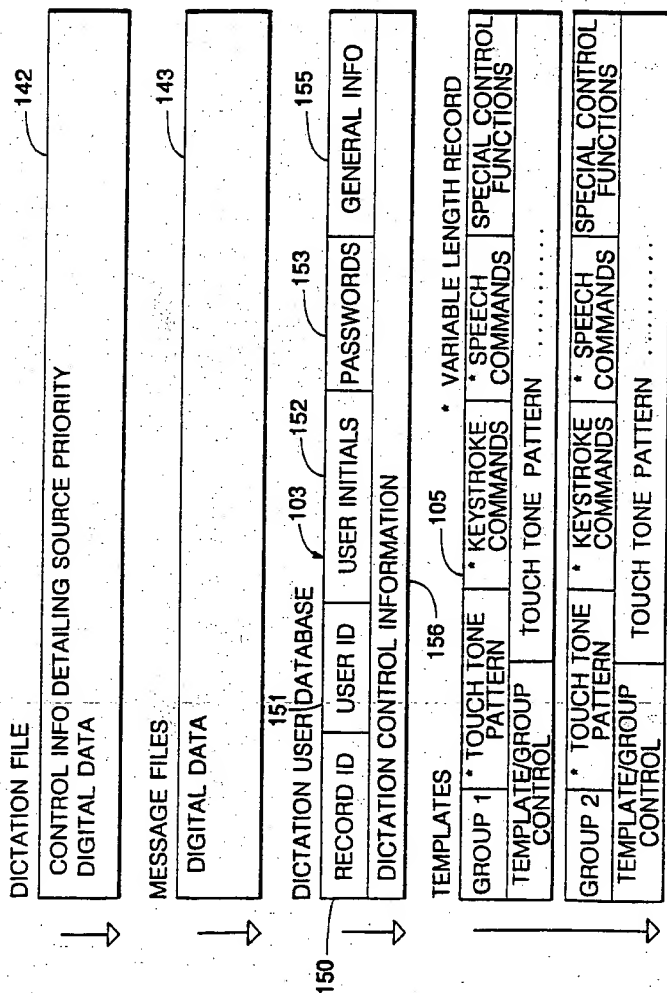 DICTATION FILE
142
CONTROL INFO DETAILING SOURCE PRIORITY
DIGITAL DATA
MESSAGE FILES
143
DIGITAL DATA
DICTATION USER DATABASE
150
151
103
152
153
155
RECORD ID USER ID USER INITIALS PASSWORDS GENERAL INFO
DICTATION CONTROL INFORMATION
156
TEMPLATES
105
* VARIABLE LENGTH RECORD
GROUP 1 * TOUCH TONE PATTERN * KEYSTROKE COMMANDS * SPEECH COMMANDS SPECIAL CONTROL FUNCTIONS
TEMPLATE/GROUP CONTROL TOUCH TONE PATTERN ..........
GROUP 2 * TOUCH TONE PATTERN * KEYSTROKE COMMANDS * SPEECH COMMANDS SPECIAL CONTROL FUNCTIONS
TEMPLATE/GROUP CONTROL TOUCH TONE PATTERN .........